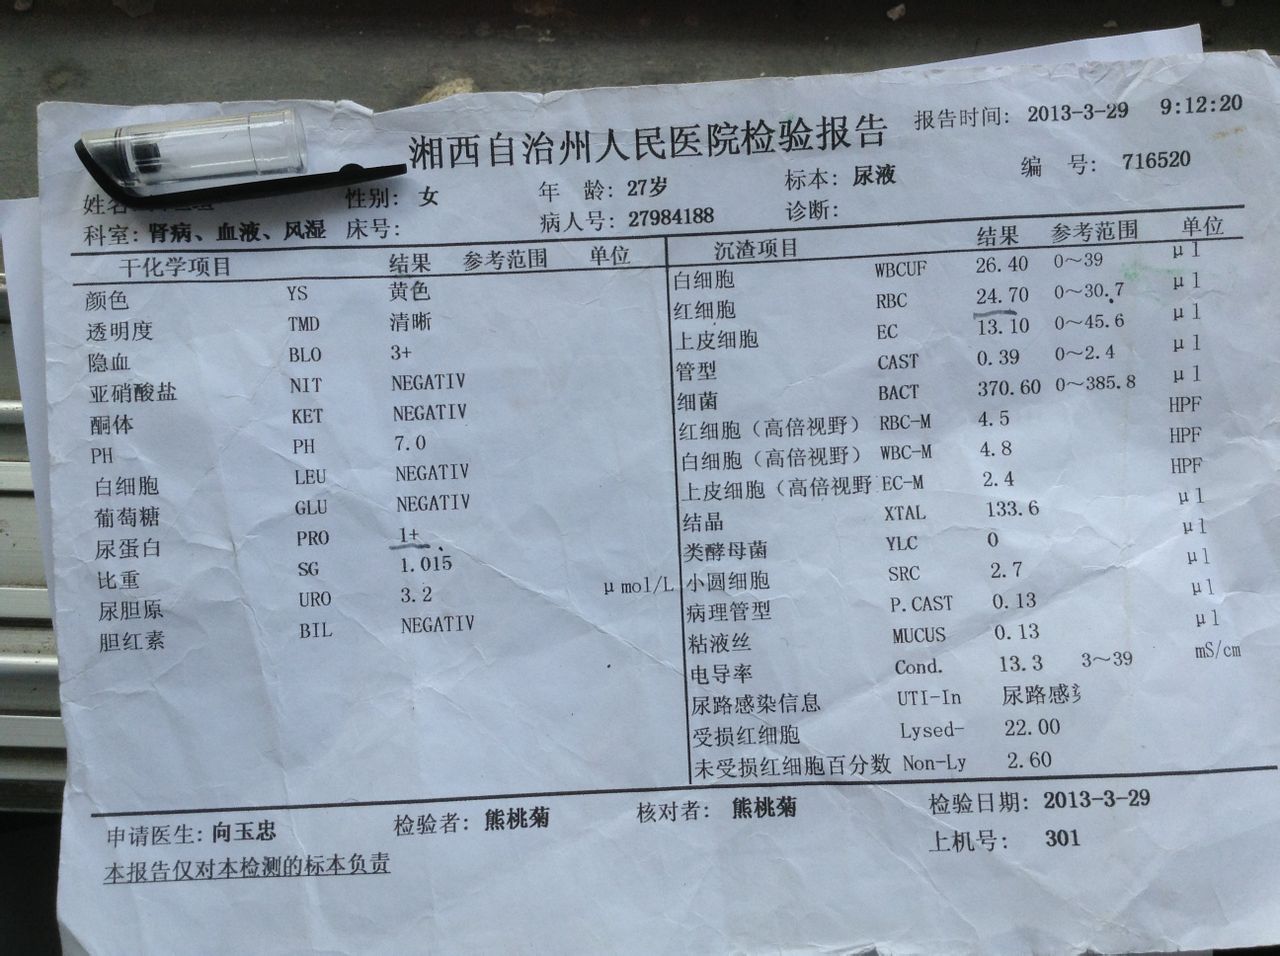 湘西自治州人民医院检验报告 报告时间: 2013-3-29 9:12:20
姓名 性别: 女 年 龄: 27岁 标本: 尿液 编 号: 716520
科室: 肾病、血液、风湿 床号: 病人号: 27984188 诊断:
干化学项目 结果 参考范围 单位
颜色 YS 黄色
透明度 TMD 清晰
隐血 BLO 3+
亚硝酸盐 NIT NEGATIV
酮体 KET NEGATIV
PH PH 7.0
白细胞 LEU NEGATIV
葡萄糖 GLU NEGATIV
尿蛋白 PRO 1+
比重 SG 1.015
尿胆原 URO 3.2 μmol/L
胆红素 BIL NEGATIV
沉渣项目 结果 参考范围 单位
白细胞 WBCUF 26.40 0～39 μl
红细胞 RBC 24.70 0～30.7 μl
上皮细胞 EC 13.10 0～45.6 μl
管型 CAST 0.39 0～2.4 μl
细菌 BACT 370.60 0～385.8 μl
红细胞（高倍视野） RBC-M 4.5 HPF
白细胞（高倍视野） WBC-M 4.8 HPF
上皮细胞（高倍视野 EC-M 2.4 HPF
结晶 XTAL 133.6 μl
类酵母菌 YLC 0 μl
小圆细胞 SRC 2.7 μl
病理管型 P.CAST 0.13 μl
粘液丝 MUCUS 0.13 μl
电导率 Cond. 13.3 3～39 mS/cm
尿路感染信息 UTI-In 尿路感
受损红细胞 Lysed- 22.00
未受损红细胞百分数 Non-Ly 2.60
申请医生: 向玉忠 检验者: 熊桃菊 核对者: 熊桃菊 检验日期: 2013-3-29
本报告仅对本检测的标本负责 上机号: 301